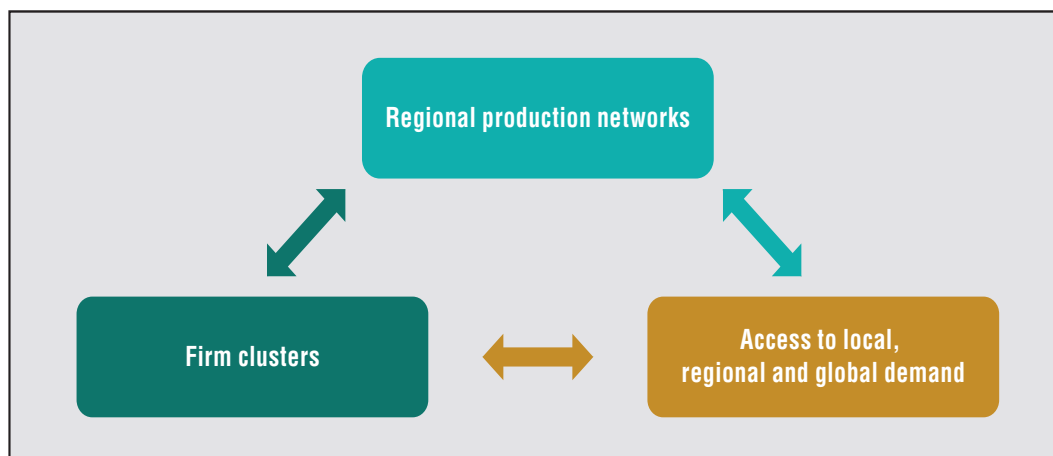 Regional production networks
Firm clusters
Access to local,
regional and global demand